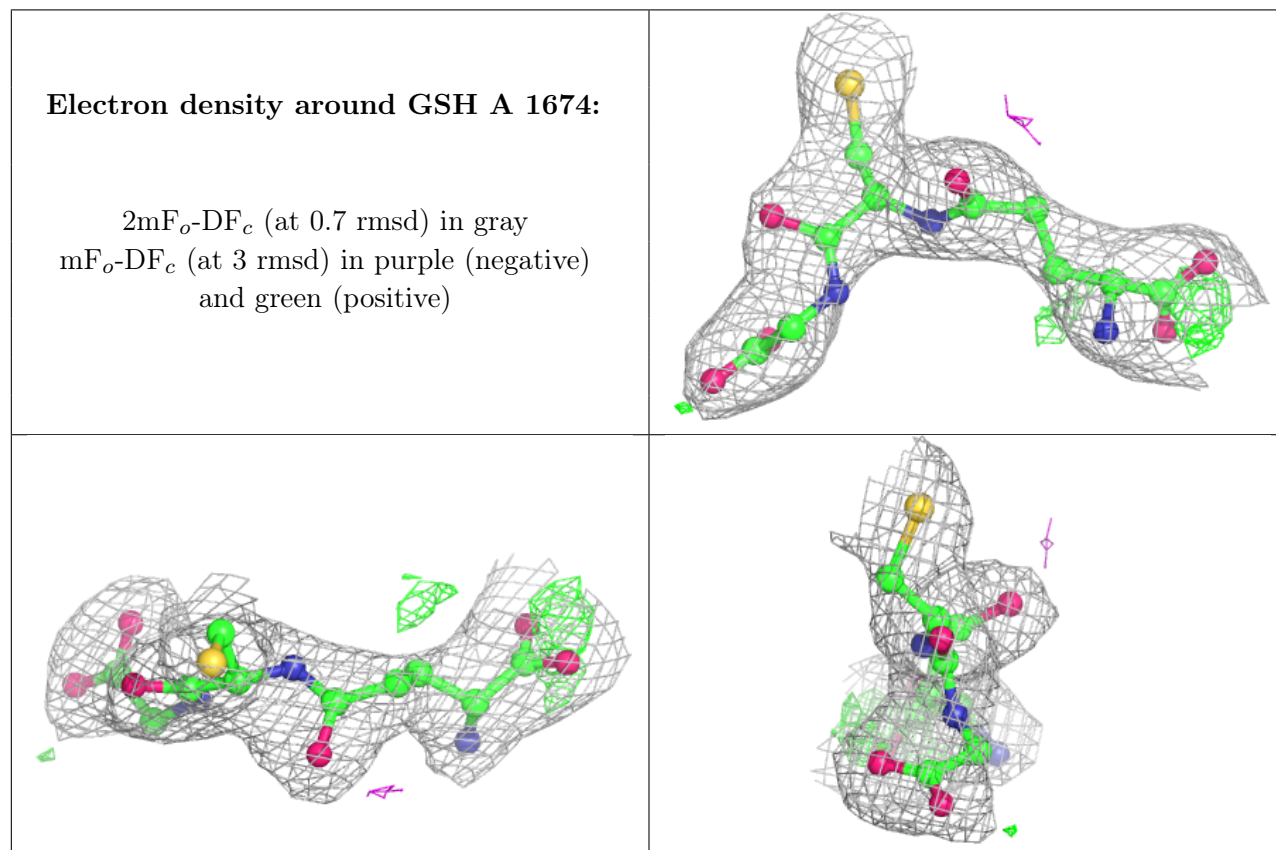 Electron density around GSH A 1674:
2mFₒ-DF𝒸 (at 0.7 rmsd) in gray
mFₒ-DF𝒸 (at 3 rmsd) in purple (negative)
and green (positive)